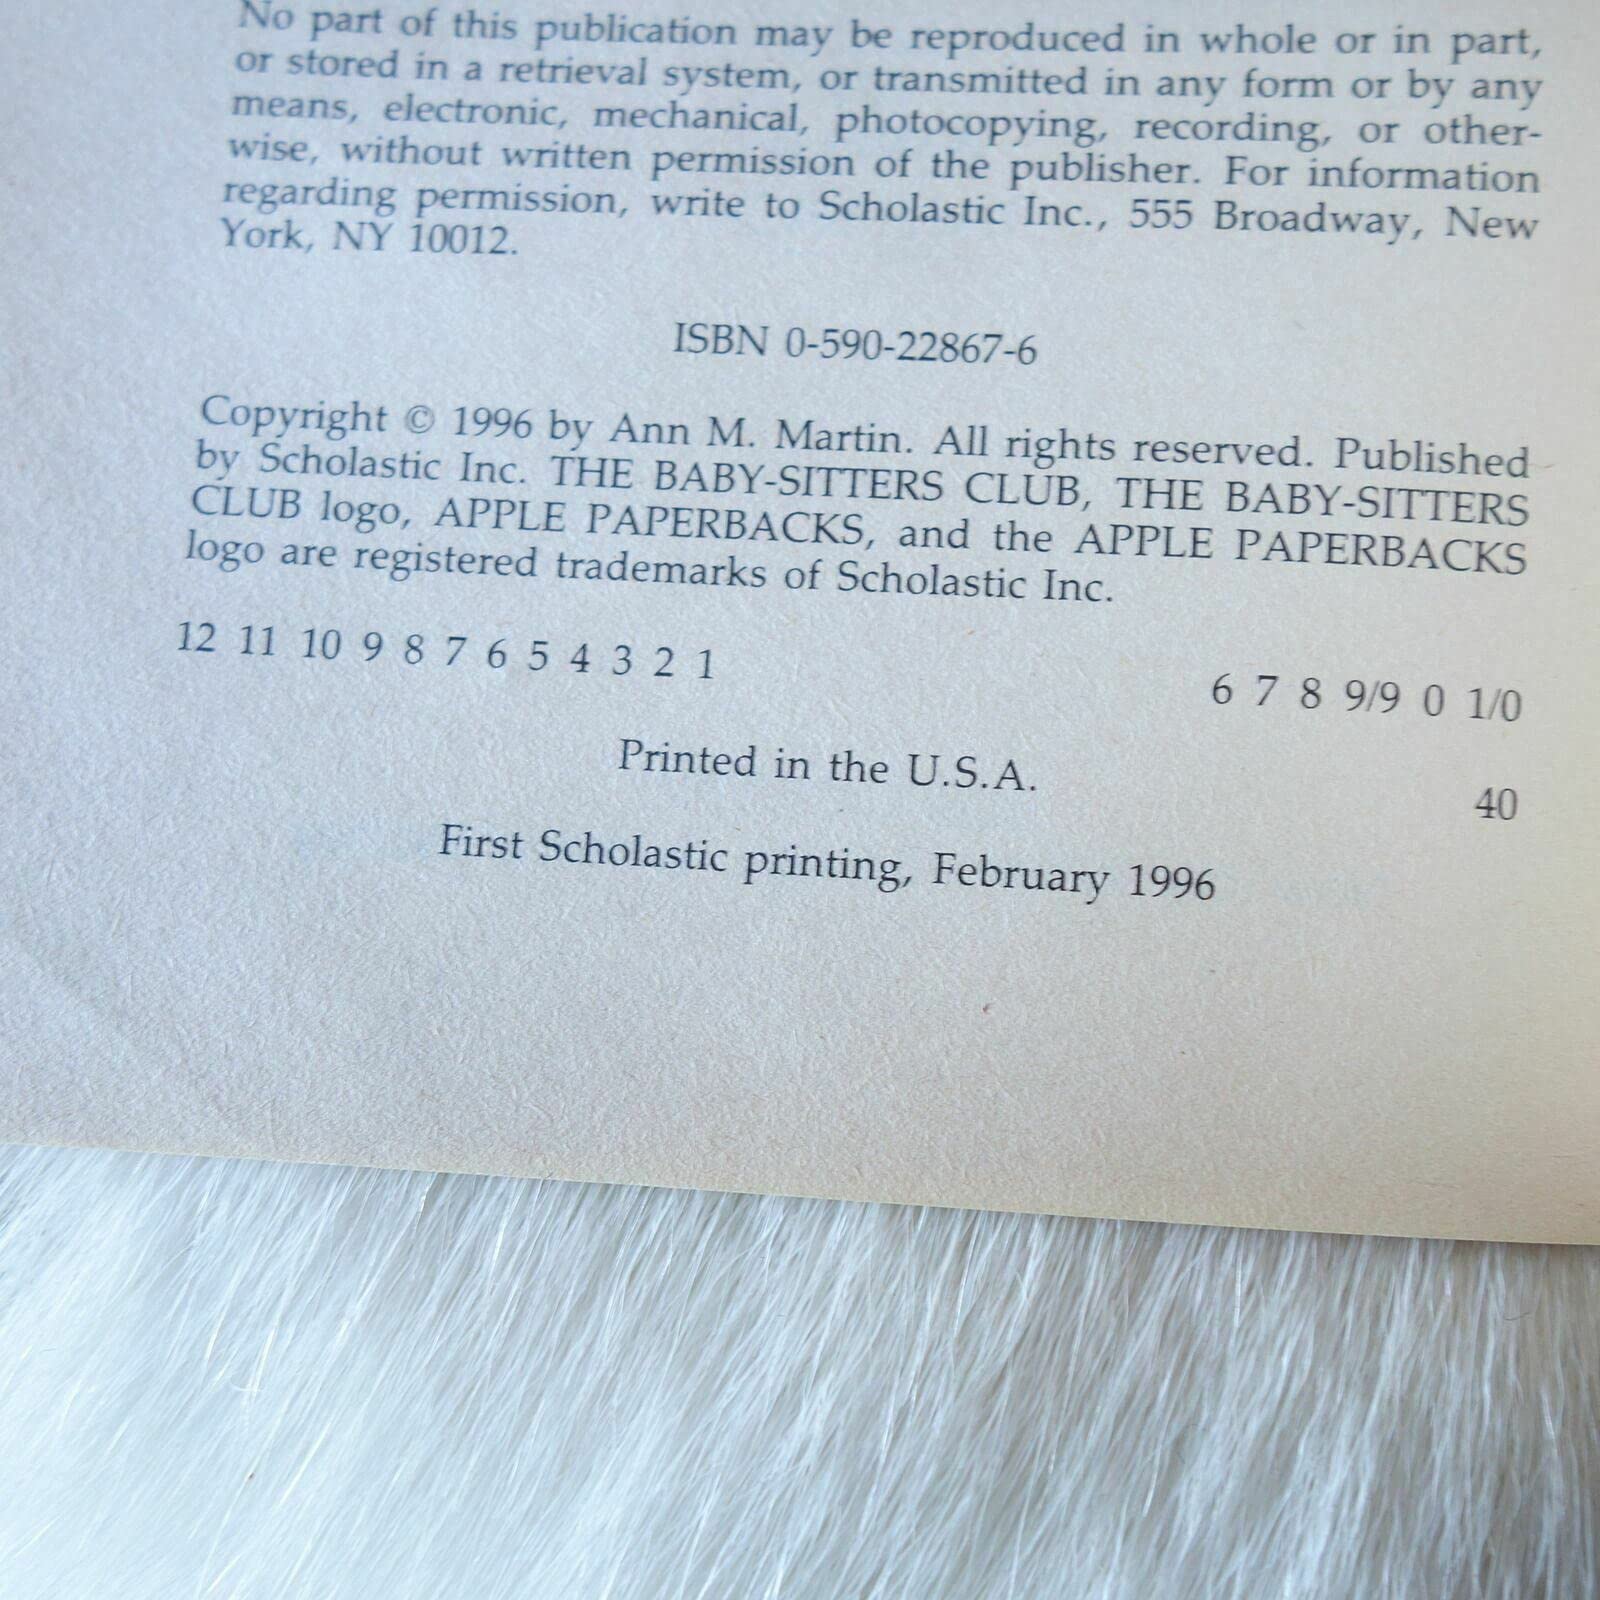 No part of this publication may be reproduced in whole or in part,
or stored in a retrieval system, or transmitted in any form or by any
means, electronic, mechanical, photocopying, recording, or other-
wise, without written permission of the publisher. For information
regarding permission, write to Scholastic Inc., 555 Broadway, New
York, NY 10012.
ISBN 0-590-22867-6
Copyright © 1996 by Ann M. Martin. All rights reserved. Published
by Scholastic Inc. THE BABY-SITTERS CLUB, THE BABY-SITTERS
CLUB logo, APPLE PAPERBACKS, and the APPLE PAPERBACKS
logo are registered trademarks of Scholastic Inc.
12 11 10 9 8 7 6 5 4 3 2 1 6 7 8 9/9 0 1/0
Printed in the U.S.A. 40
First Scholastic printing, February 1996